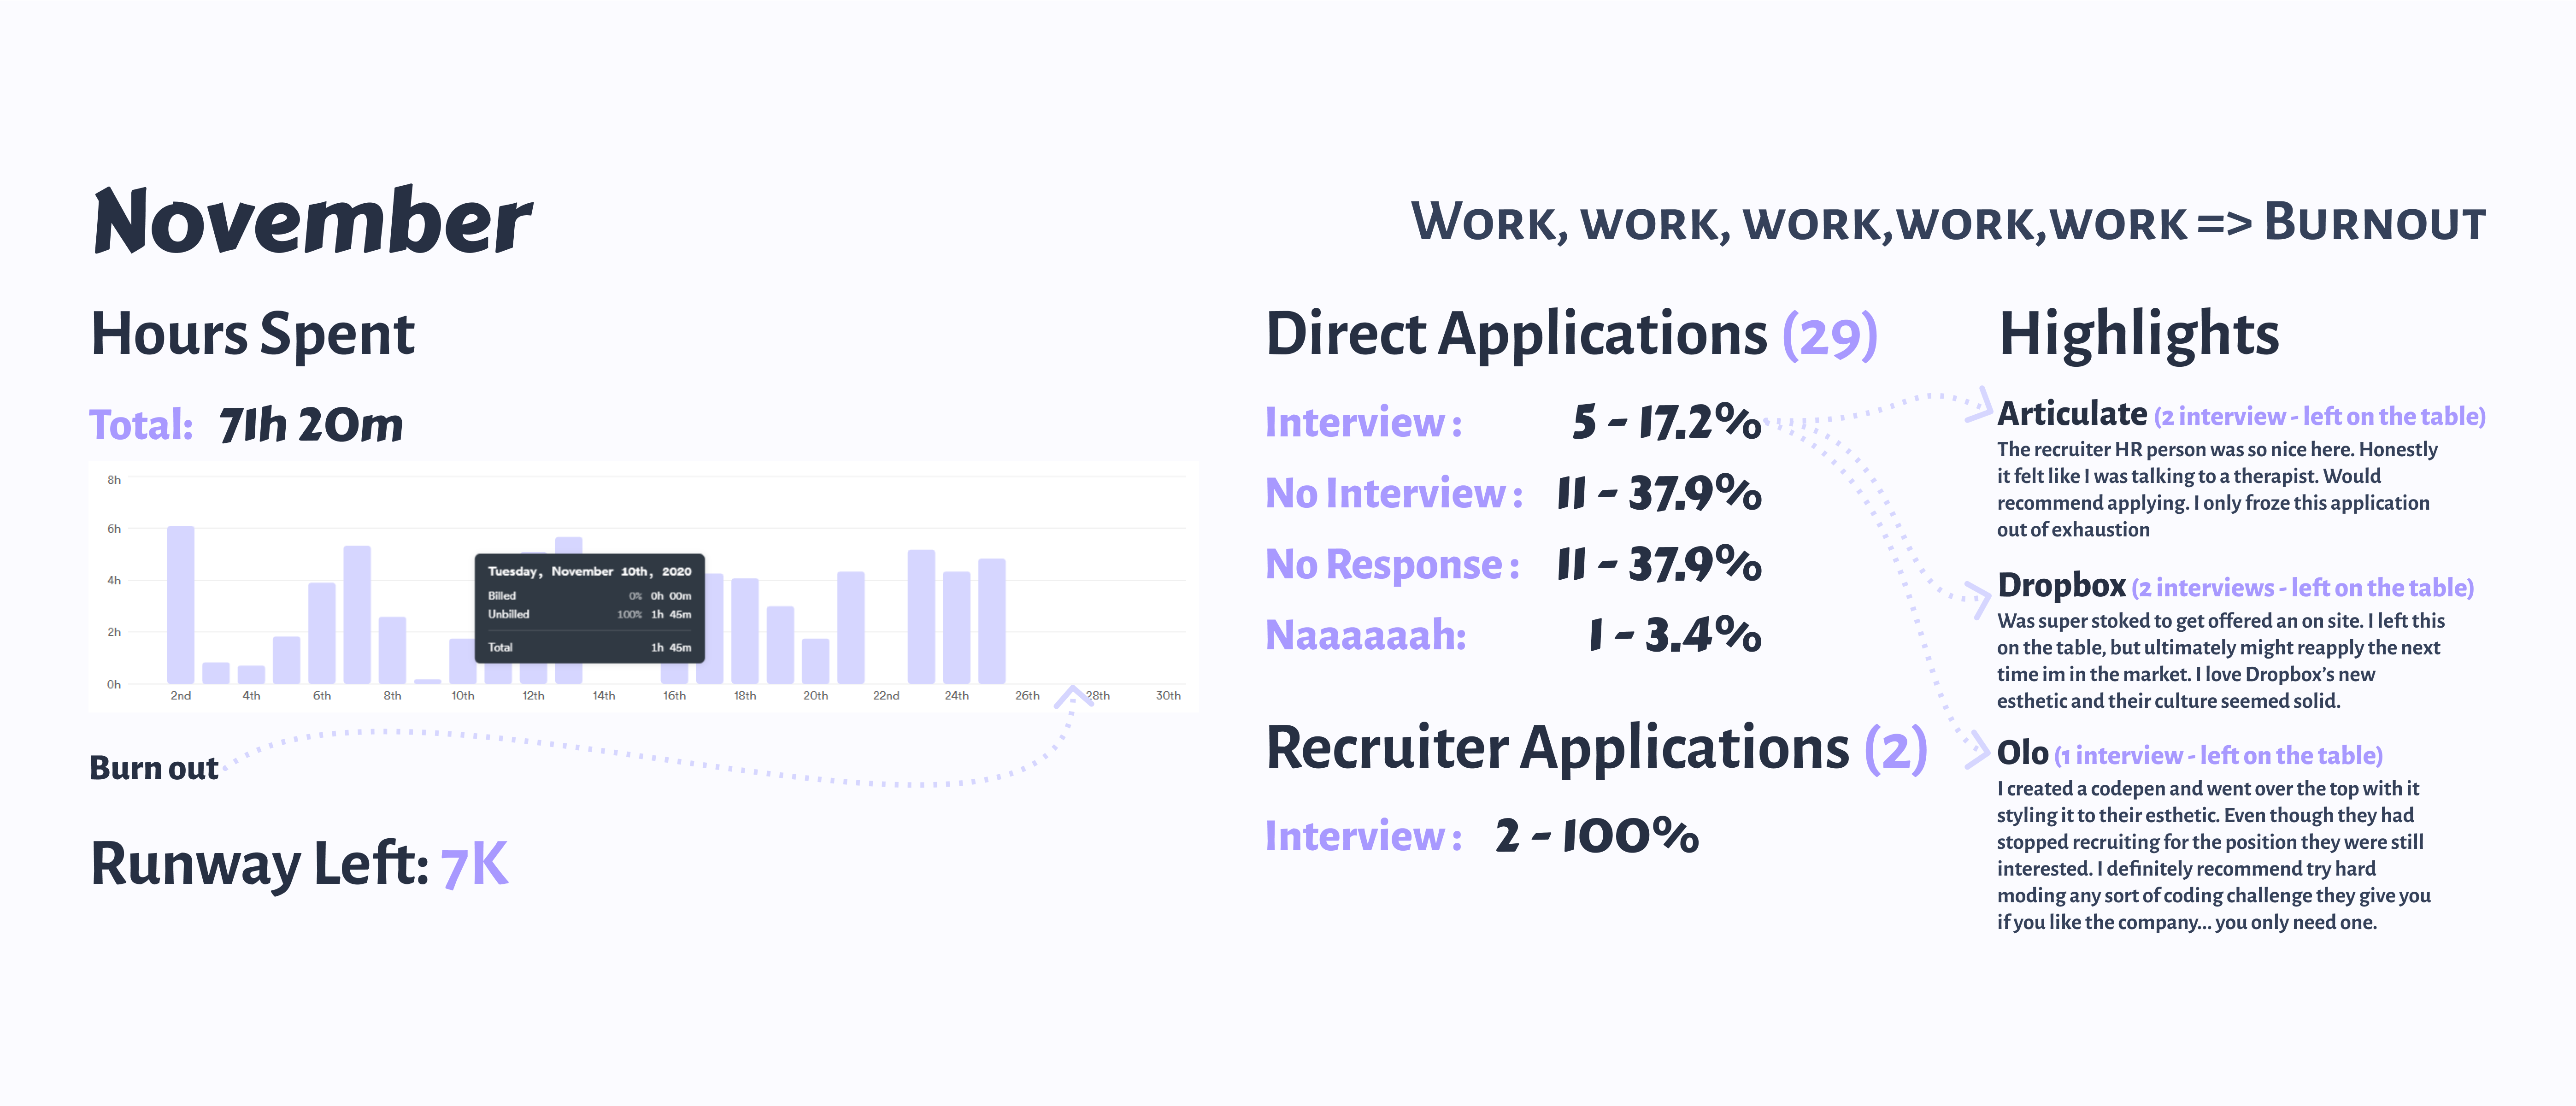 November
Work, work, work,work,work => Burnout
Hours Spent
Total: 71h 20m
8h
6h
4h
2h
0h
Tuesday, November 10th, 2020
Billed 0% 0h 00m
Unbilled 100% 1h 45m
Total 1h 45m
2nd 4th 6th 8th 10th 12th 14th 16th 18th 20th 22nd 24th 26th 28th 30th
Burn out
Runway Left: 7K
Direct Applications (29)
Interview : 5 - 17.2%
No Interview : 11 - 37.9%
No Response : 11 - 37.9%
Naaaaaah: 1 - 3.4%
Recruiter Applications (2)
Interview : 2 - 100%
Highlights
Articulate (2 interview - left on the table)
The recruiter HR person was so nice here. Honestly
it felt like I was talking to a therapist. Would
recommend applying. I only froze this application
out of exhaustion
Dropbox (2 interviews - left on the table)
Was super stoked to get offered an on site. I left this
on the table, but ultimately might reapply the next
time im in the market. I love Dropbox's new
esthetic and their culture seemed solid.
Olo (1 interview - left on the table)
I created a codepen and went over the top with it
styling it to their esthetic. Even though they had
stopped recruiting for the position they were still
interested. I definitely recommend try hard
moding any sort of coding challenge they give you
if you like the company... you only need one.